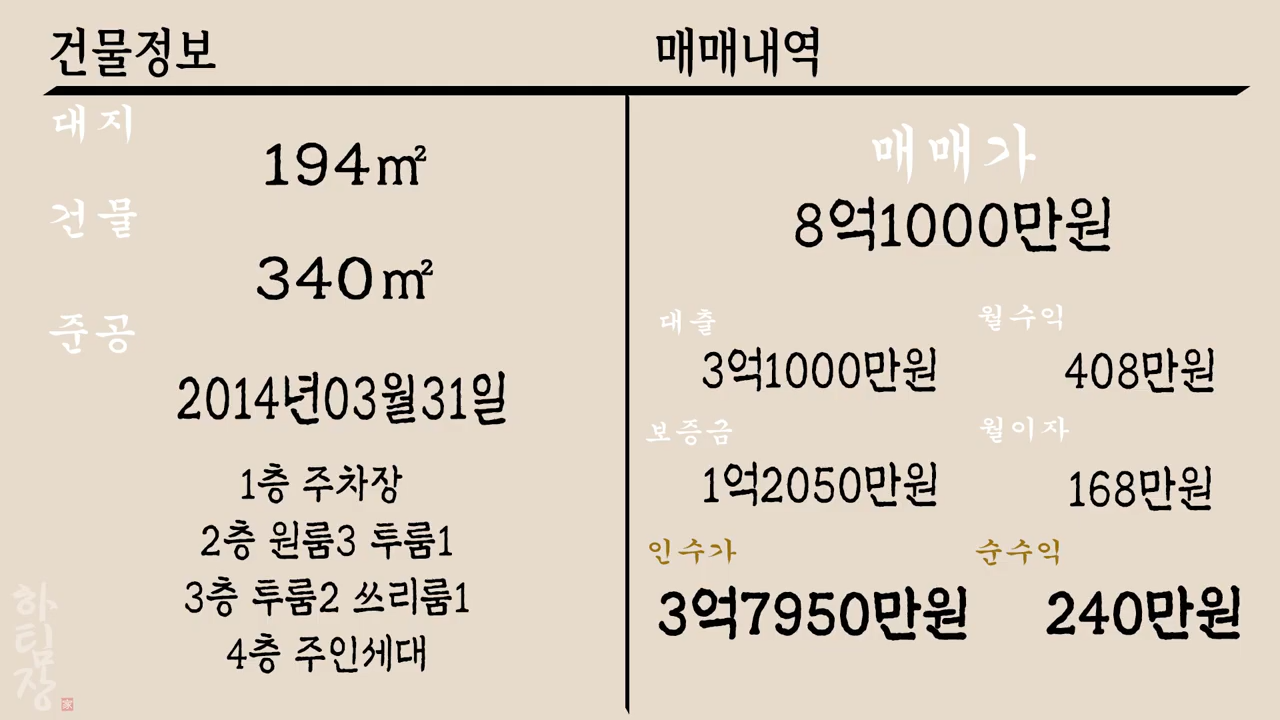 건물정보
대지
194㎡
건물
340㎡
준공
2014년03월31일
1층 주차장
2층 원룸3 투룸1
3층 투룸2 쓰리룸1
4층 주인세대
하팀장
매매내역
매매가
8억1000만원
대출
3억1000만원
월수익
408만원
보증금
1억2050만원
월이자
168만원
인수가
3억7950만원
순수익
240만원